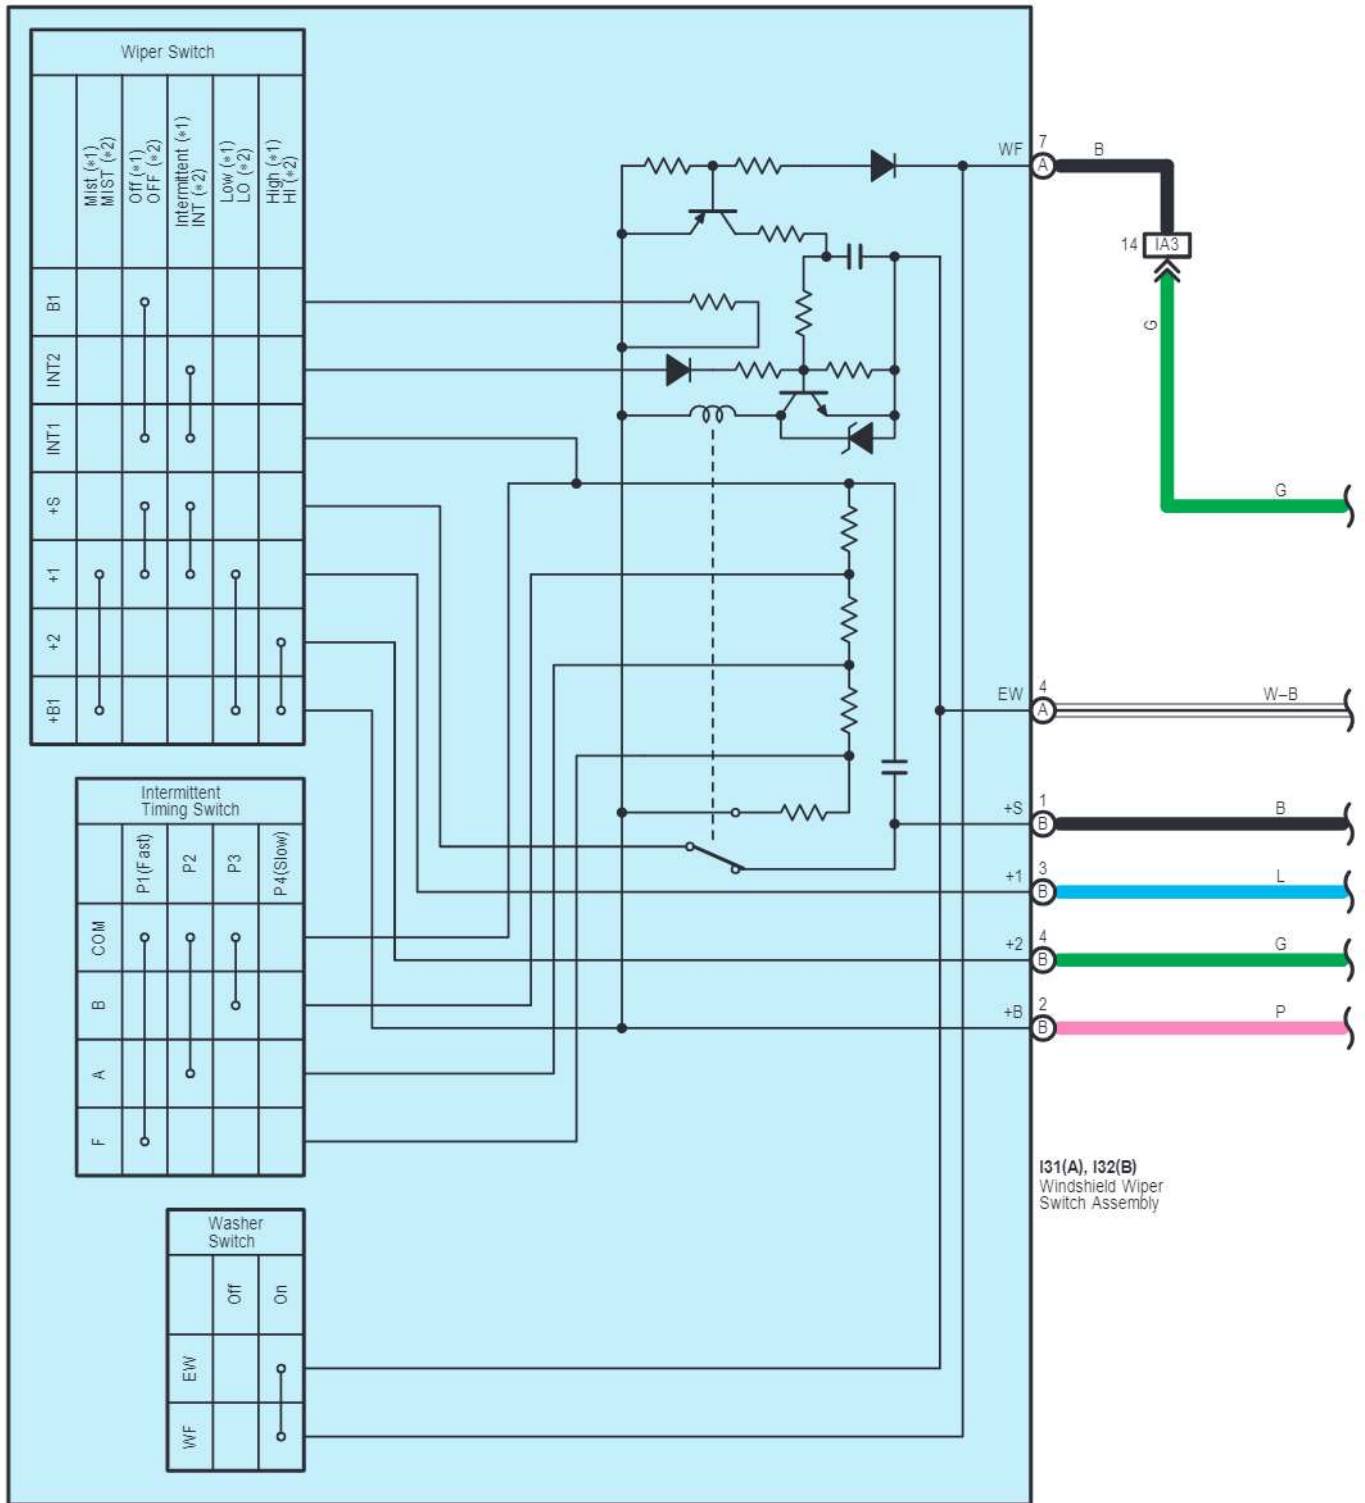 Wiper Switch
Mist (*1)
MIST (*2)
Off (*1)
OFF (*2)
Intermittent (*1)
INT (*2)
Low (*1)
LO (*2)
High (*1)
HI (*2)
B1
INT2
INT1
+S
+1
+2
+B1
Intermittent
Timing Switch
P1(Fast)
P2
P3
P4(Slow)
COM
B
A
F
Washer
Switch
Off
On
EW
WF
WF
7
A
B
14
IA3
G
G
EW
4
A
W–B
+S
1
B
B
+1
3
B
L
+2
4
B
G
+B
2
B
P
I31(A), I32(B)
Windshield Wiper
Switch Assembly